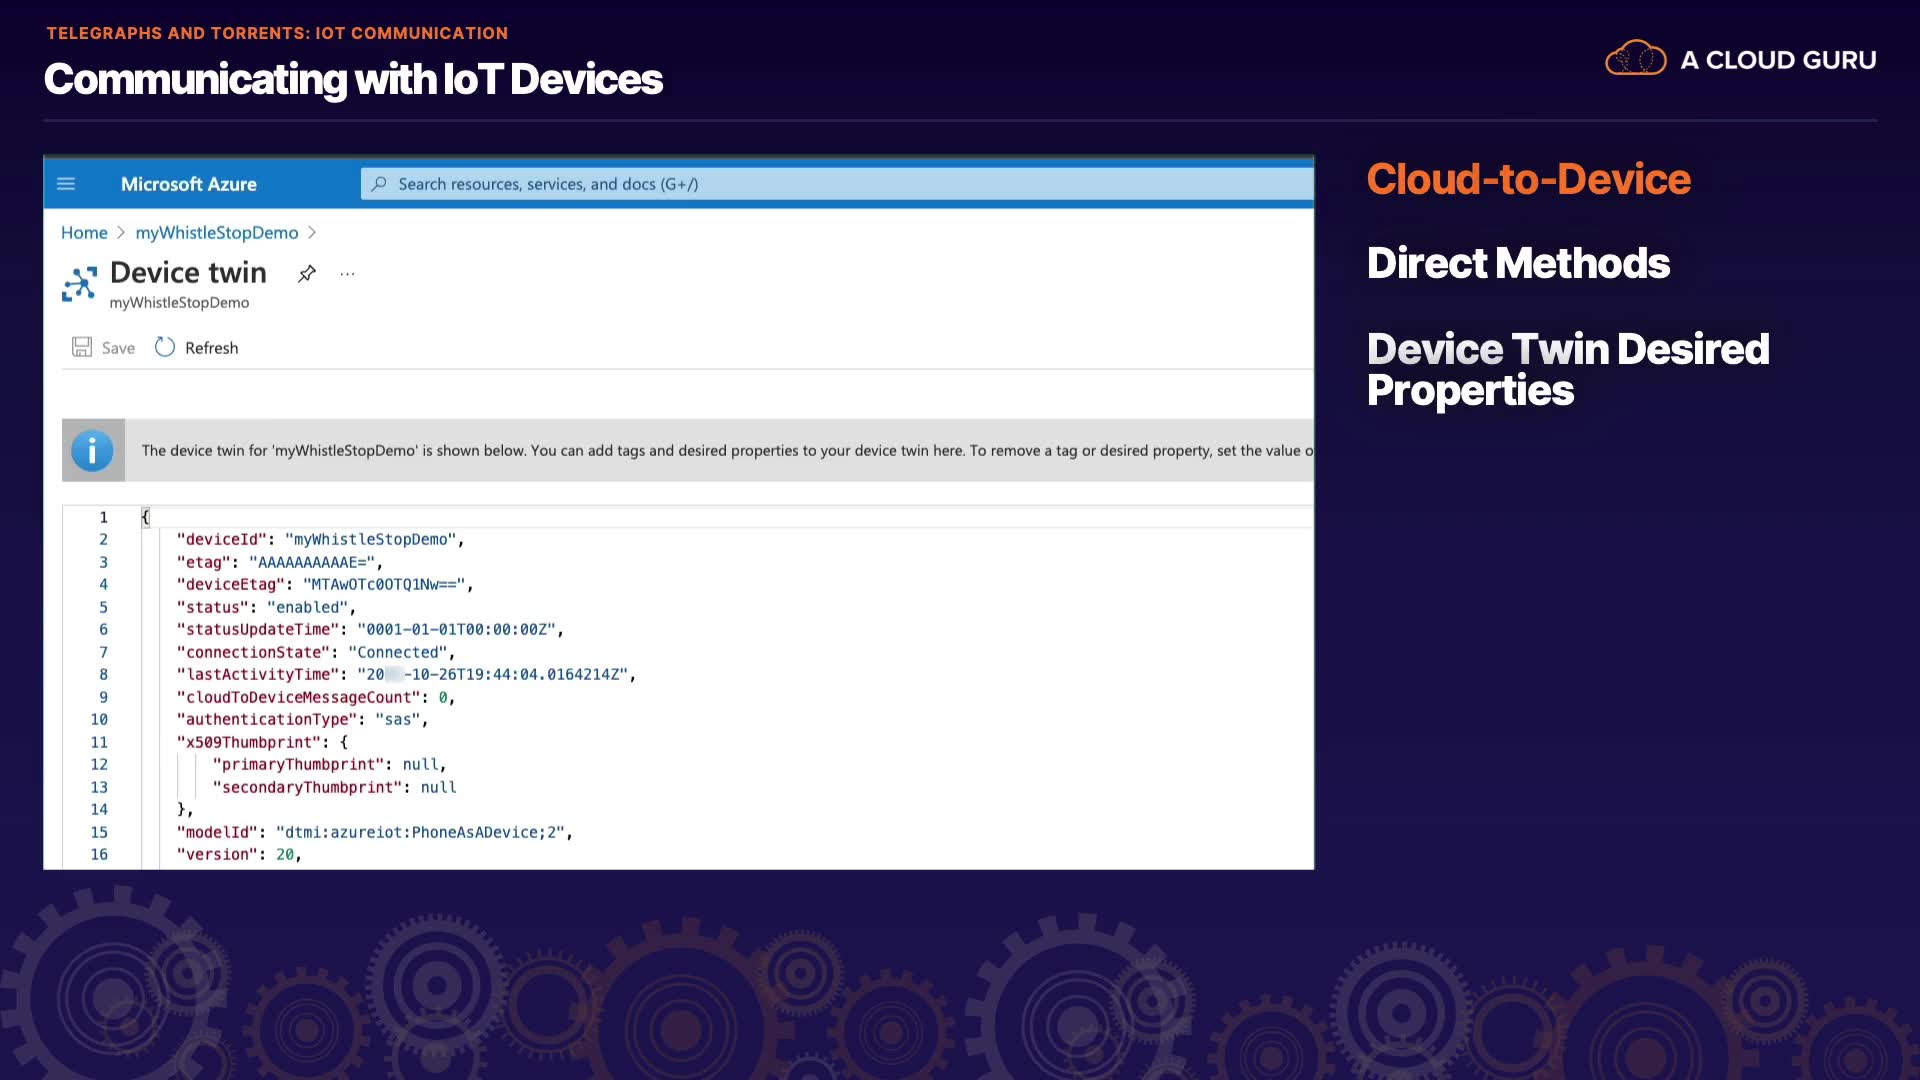 TELEGRAPHS AND TORRENTS: IOT COMMUNICATION
Communicating with IoT Devices
A CLOUD GURU
Microsoft Azure
Search resources, services, and docs (G+/)
Home > myWhistleStopDemo >
Device twin
...
myWhistleStopDemo
Save
Refresh
The device twin for 'myWhistleStopDemo' is shown below. You can add tags and desired properties to your device twin here. To remove a tag or desired property, set the value o
1 {
2 "deviceId": "myWhistleStopDemo",
3 "etag": "AAAAAAAAAAE=",
4 "deviceEtag": "MTAwOTc0OTQ1Nw==",
5 "status": "enabled",
6 "statusUpdateTime": "0001-01-01T00:00:00Z",
7 "connectionState": "Connected",
8 "lastActivityTime": "20 -10-26T19:44:04.0164214Z",
9 "cloudToDeviceMessageCount": 0,
10 "authenticationType": "sas",
11 "x509Thumbprint": {
12 "primaryThumbprint": null,
13 "secondaryThumbprint": null
14 },
15 "modelId": "dtmi:azureiot:PhoneAsADevice;2",
16 "version": 20,
Cloud-to-Device
Direct Methods
Device Twin Desired
Properties